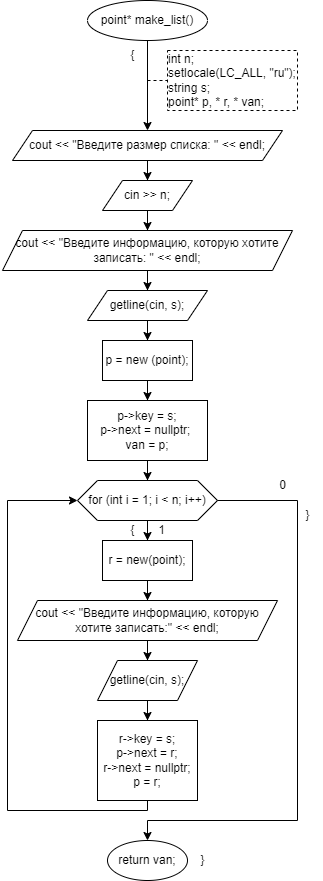 point* make_list()
{
int n;
setlocale(LC_ALL, "ru");
string s;
point* p, * r, * van;
cout << "Введите размер списка: " << endl;
cin >> n;
cout << "Введите информацию, которую хотите
записать: " << endl;
getline(cin, s);
p = new (point);
p->key = s;
p->next = nullptr;
van = p;
0
for (int i = 1; i < n; i++)
}
{ 1
r = new(point);
cout << "Введите информацию, которую
хотите записать:" << endl;
getline(cin, s);
r->key = s;
p->next = r;
r->next = nullptr;
p = r;
return van;
}